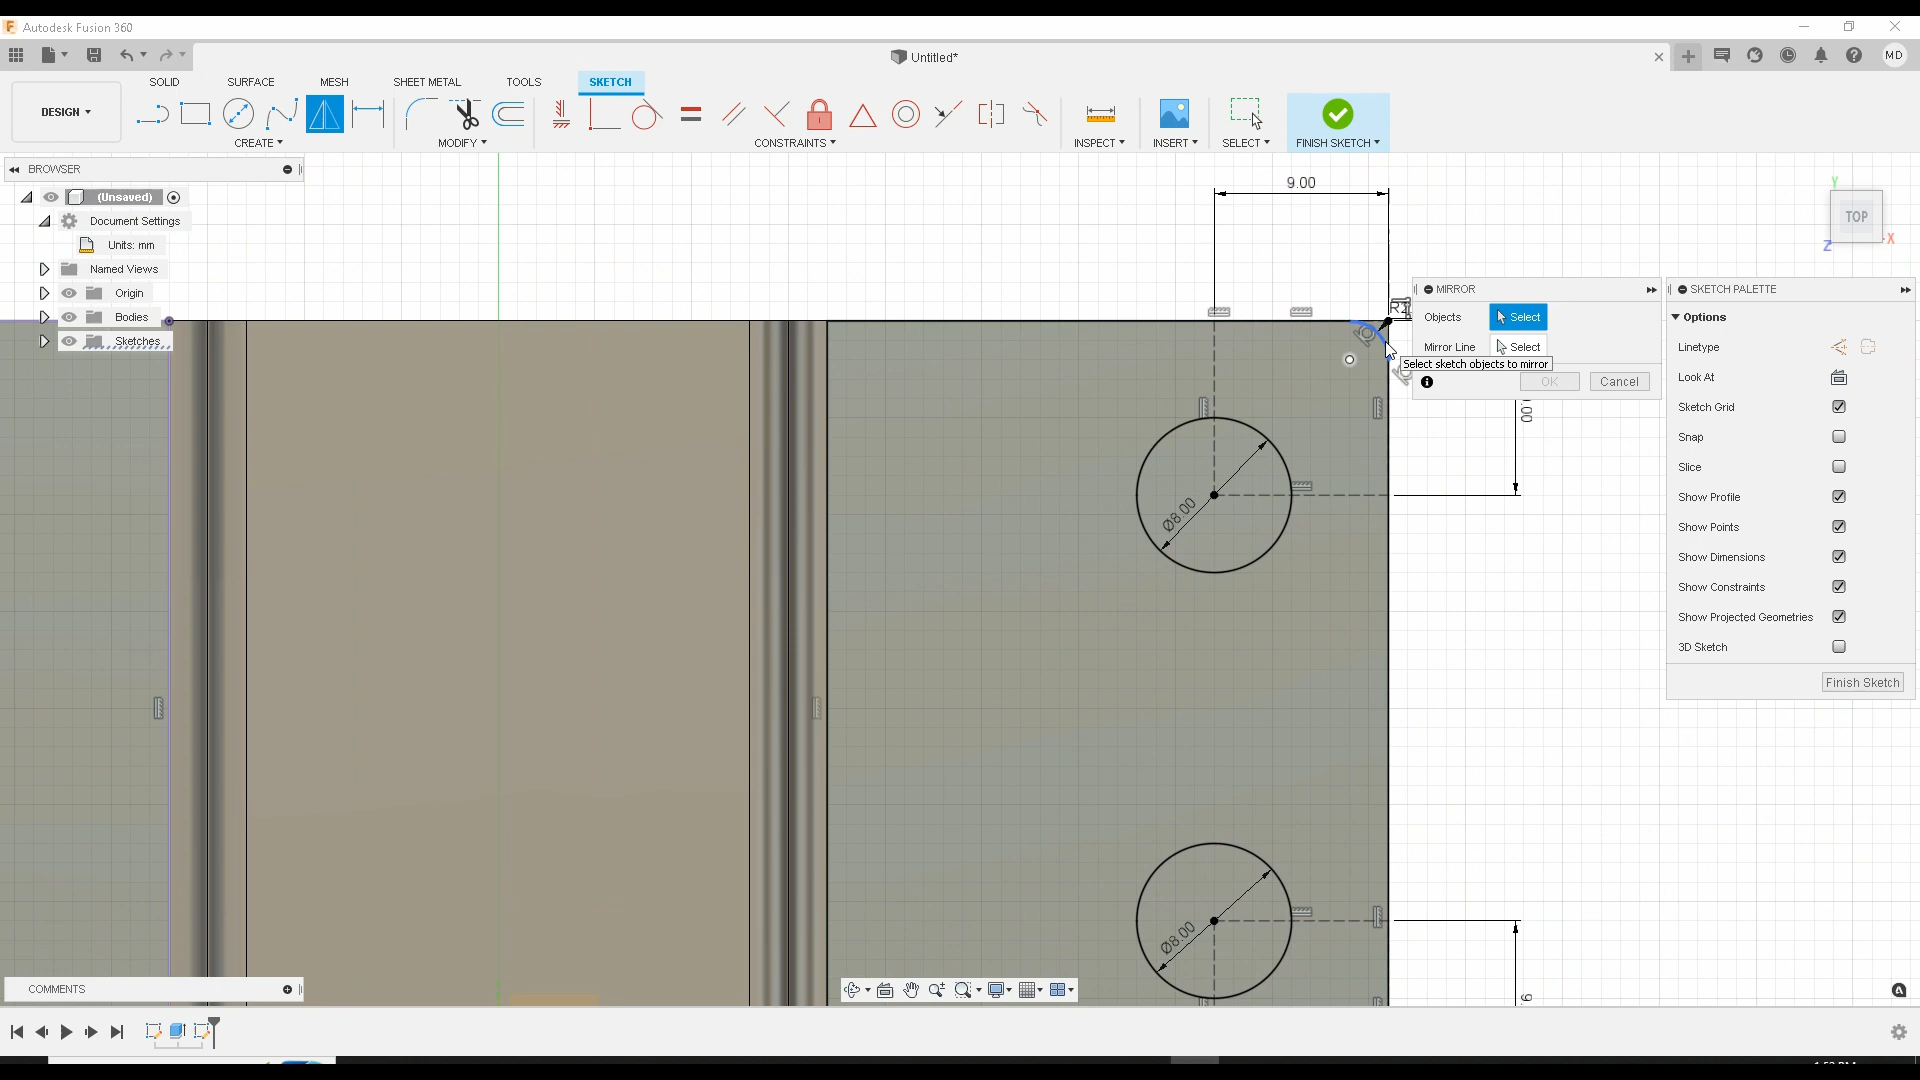 Autodesk Fusion 360
Untitled*
MD
DESIGN
SOLID
SURFACE
MESH
SHEET METAL
TOOLS
SKETCH
CREATE
MODIFY
CONSTRAINTS
INSPECT
INSERT
SELECT
FINISH SKETCH
BROWSER
(Unsaved)
Document Settings
Units: mm
Named Views
Origin
Bodies
Sketches
9.00
Y
TOP
X
Z
MIRROR
Objects
Select
Mirror Line
Select
Select sketch objects to mirror
OK
Cancel
SKETCH PALETTE
Options
Linetype
Look At
Sketch Grid
Snap
Slice
Show Profile
Show Points
Show Dimensions
Show Constraints
Show Projected Geometries
3D Sketch
Finish Sketch
Ø8.00
Ø8.00
COMMENTS